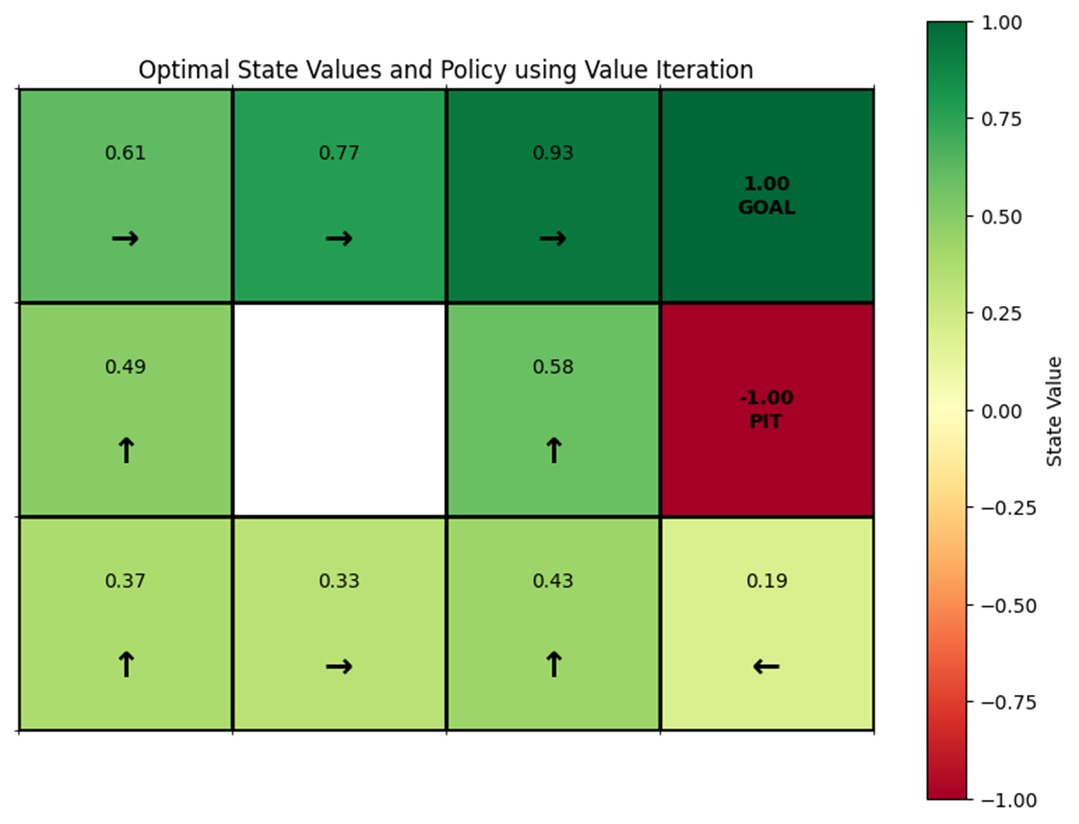 Optimal State Values and Policy using Value Iteration
0.61 0.77 0.93 1.00
GOAL
→ → →
0.49 0.58 -1.00
PIT
↑ ↑
0.37 0.33 0.43 0.19
↑ → ↑ ←
1.00
0.75
0.50
0.25
0.00
−0.25
−0.50
−0.75
−1.00
State Value